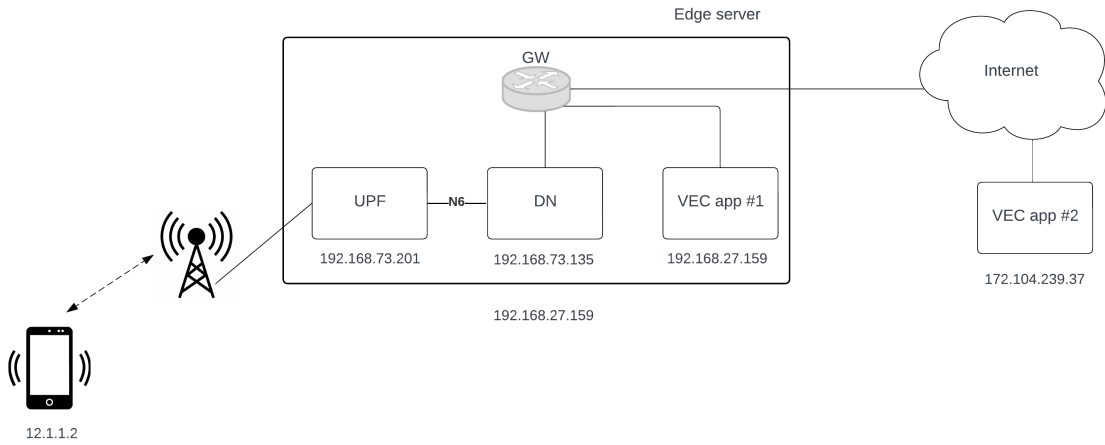 Edge server
GW
Internet
UPF
N6
DN
VEC app #1
VEC app #2
192.168.73.201
192.168.73.135
192.168.27.159
172.104.239.37
192.168.27.159
12.1.1.2